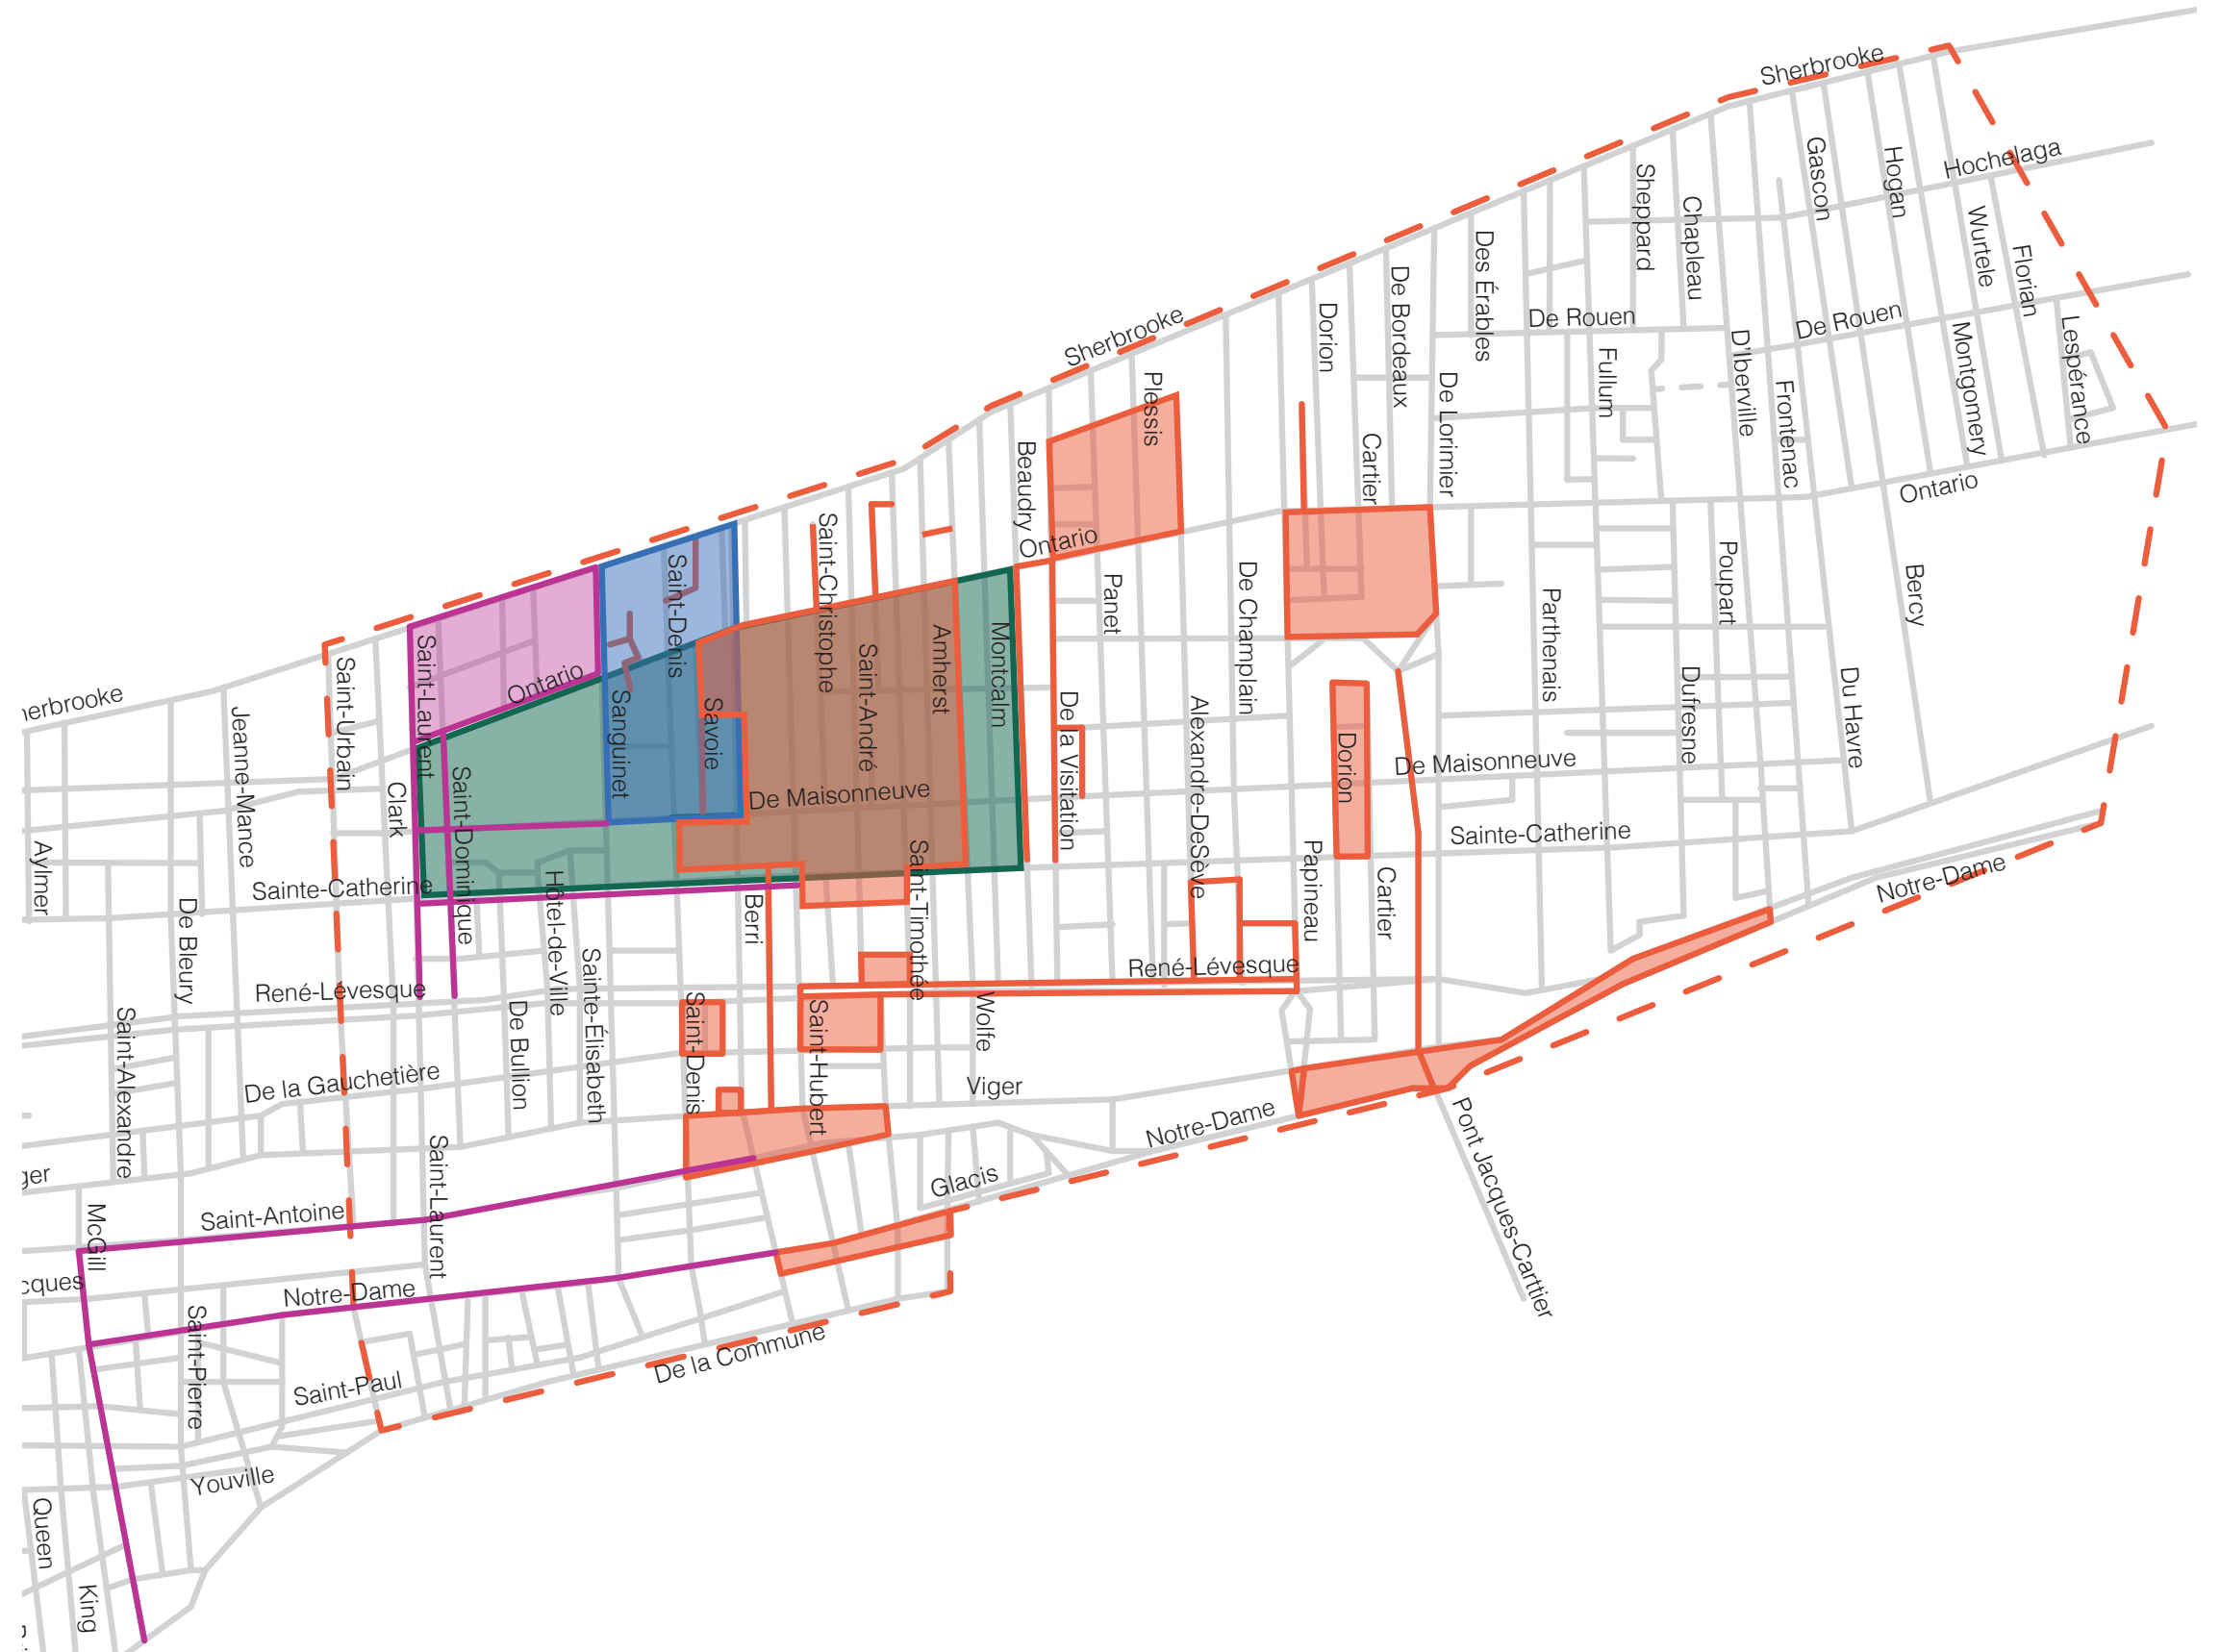 Sherbrooke
Hochelaga
Gascon
Hogan
Wurtele
Florian
Sheppard
Chapleau
Des Érables
De Bordeaux
Dorion
De Rouen
De Rouen
Sherbrooke
Lespérance
Montgomery
D'Iberville
Frontenac
Fullum
De Lorimier
Cartier
Plessis
Beaudry
Ontario
Ontario
Saint-Christophe
Saint-Denis
Poupart
Bercy
Parthenais
Panet
De Champlain
Montcalm
Amherst
Saint-André
Saint-Laurent
Ontario
Saint-Urbain
herbrooke
Jeanne-Mance
Sanguinet
Savoie
De la Visitation
Alexandre-DeSève
Dorion
Dufresne
Du Havre
De Maisonneuve
De Maisonneuve
Saint-Dominique
Clark
Sainte-Catherine
Aylmer
Sainte-Catherine
Saint-Timothée
Papineau
Cartier
Notre-Dame
De Bleury
Hôtel-de-Ville
Berri
Sainte-Élisabeth
René-Lévesque
René-Lévesque
Saint-Denis
Saint-Hubert
Wolfe
De Bullion
Saint-Alexandre
De la Gauchetière
Viger
Notre-Dame
Pont Jacques-Carttier
Saint-Laurent
Glacis
ger
McGill
Saint-Antoine
cques
Notre-Dame
Saint-Pierre
De la Commune
Saint-Paul
Youville
Queen
King